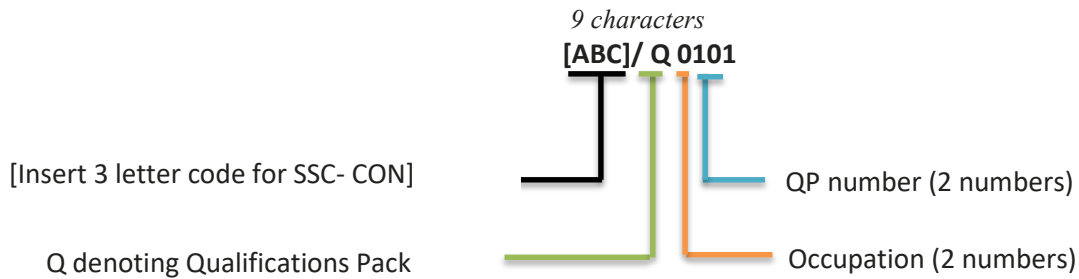 9 characters
[ABC]/ Q 0101
[Insert 3 letter code for SSC- CON]
QP number (2 numbers)
Q denoting Qualifications Pack
Occupation (2 numbers)